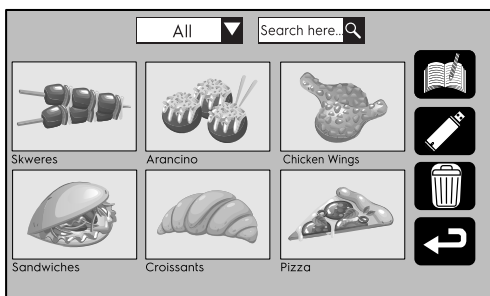 All
Search here...
Skweres
Arancino
Chicken Wings
Sandwiches
Croissants
Pizza